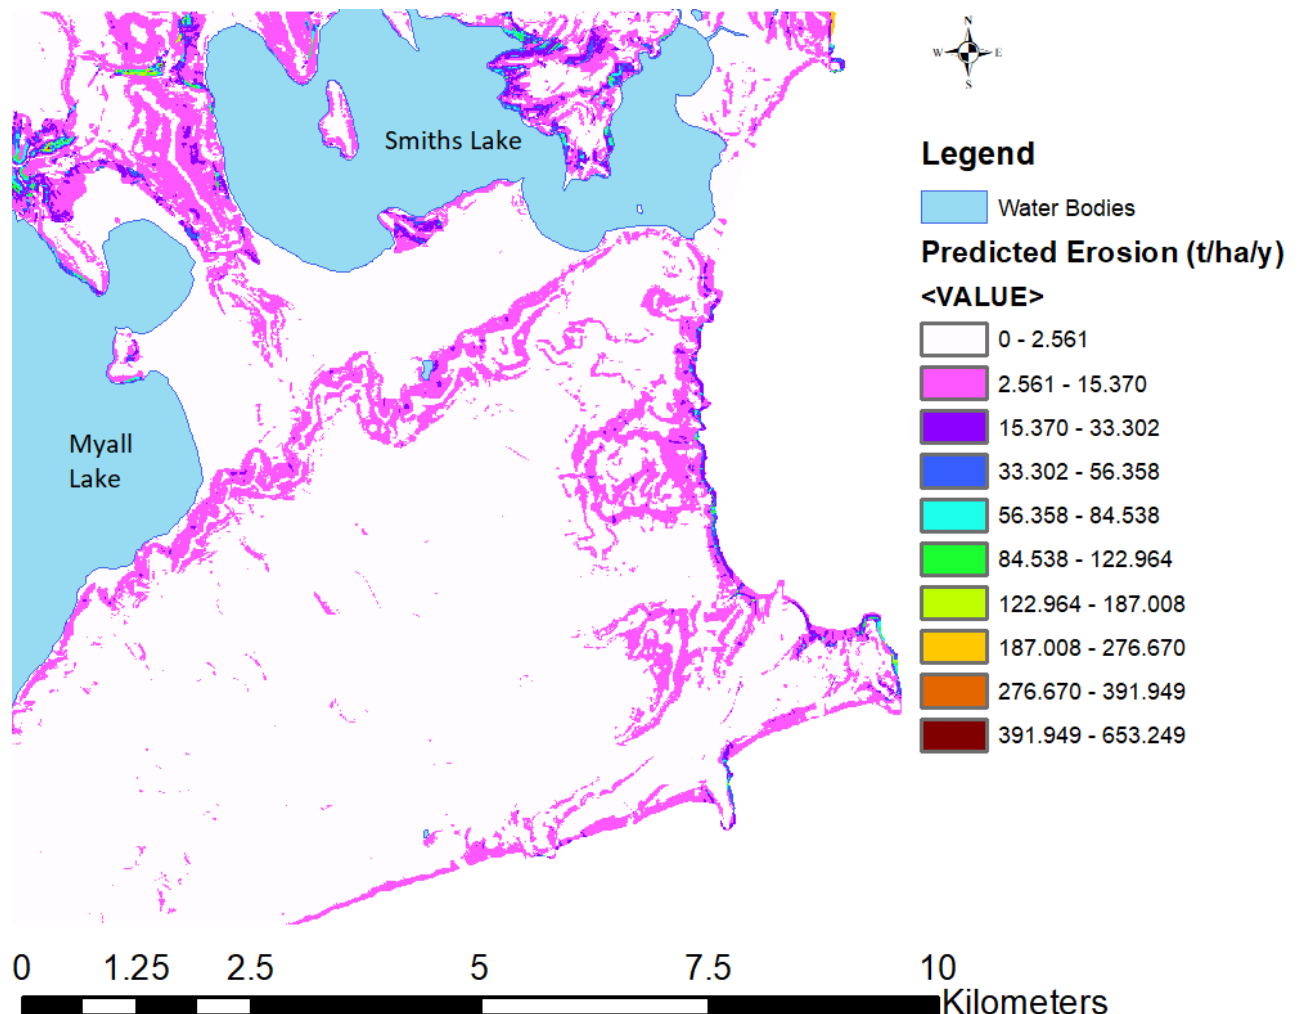 N
W E
S
Smiths Lake
Myall
Lake
Legend
Water Bodies
Predicted Erosion (t/ha/y)
<VALUE>
0 - 2.561
2.561 - 15.370
15.370 - 33.302
33.302 - 56.358
56.358 - 84.538
84.538 - 122.964
122.964 - 187.008
187.008 - 276.670
276.670 - 391.949
391.949 - 653.249
0 1.25 2.5 5 7.5 10
Kilometers